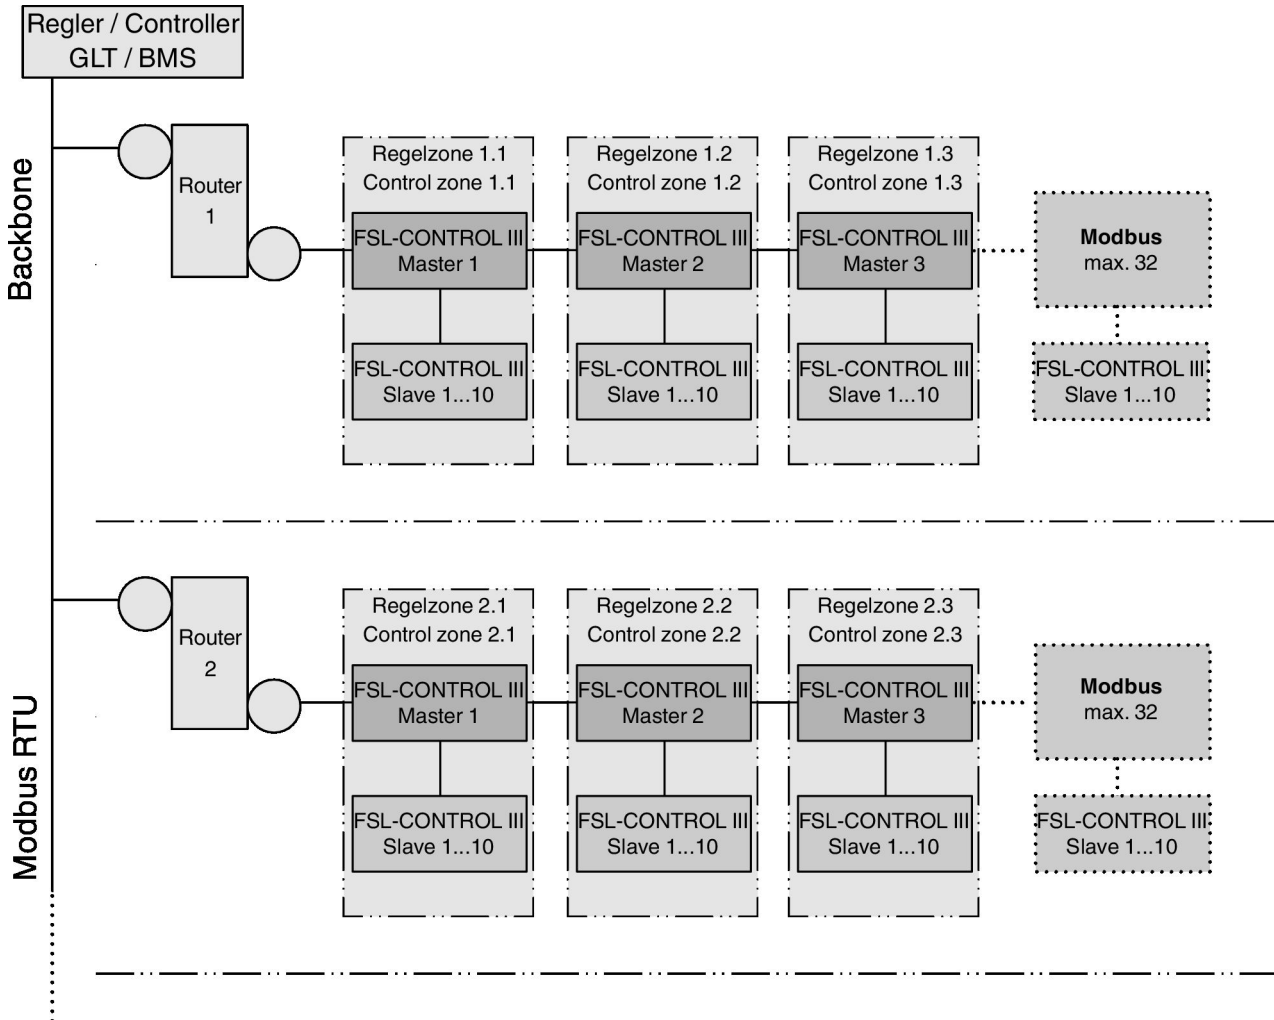 Regler / Controller
GLT / BMS
Backbone
Router
1
Regelzone 1.1
Control zone 1.1
FSL-CONTROL III
Master 1
FSL-CONTROL III
Slave 1...10
Regelzone 1.2
Control zone 1.2
FSL-CONTROL III
Master 2
FSL-CONTROL III
Slave 1...10
Regelzone 1.3
Control zone 1.3
FSL-CONTROL III
Master 3
FSL-CONTROL III
Slave 1...10
Modbus
max. 32
FSL-CONTROL III
Slave 1...10
Modbus RTU
Router
2
Regelzone 2.1
Control zone 2.1
FSL-CONTROL III
Master 1
FSL-CONTROL III
Slave 1...10
Regelzone 2.2
Control zone 2.2
FSL-CONTROL III
Master 2
FSL-CONTROL III
Slave 1...10
Regelzone 2.3
Control zone 2.3
FSL-CONTROL III
Master 3
FSL-CONTROL III
Slave 1...10
Modbus
max. 32
FSL-CONTROL III
Slave 1...10